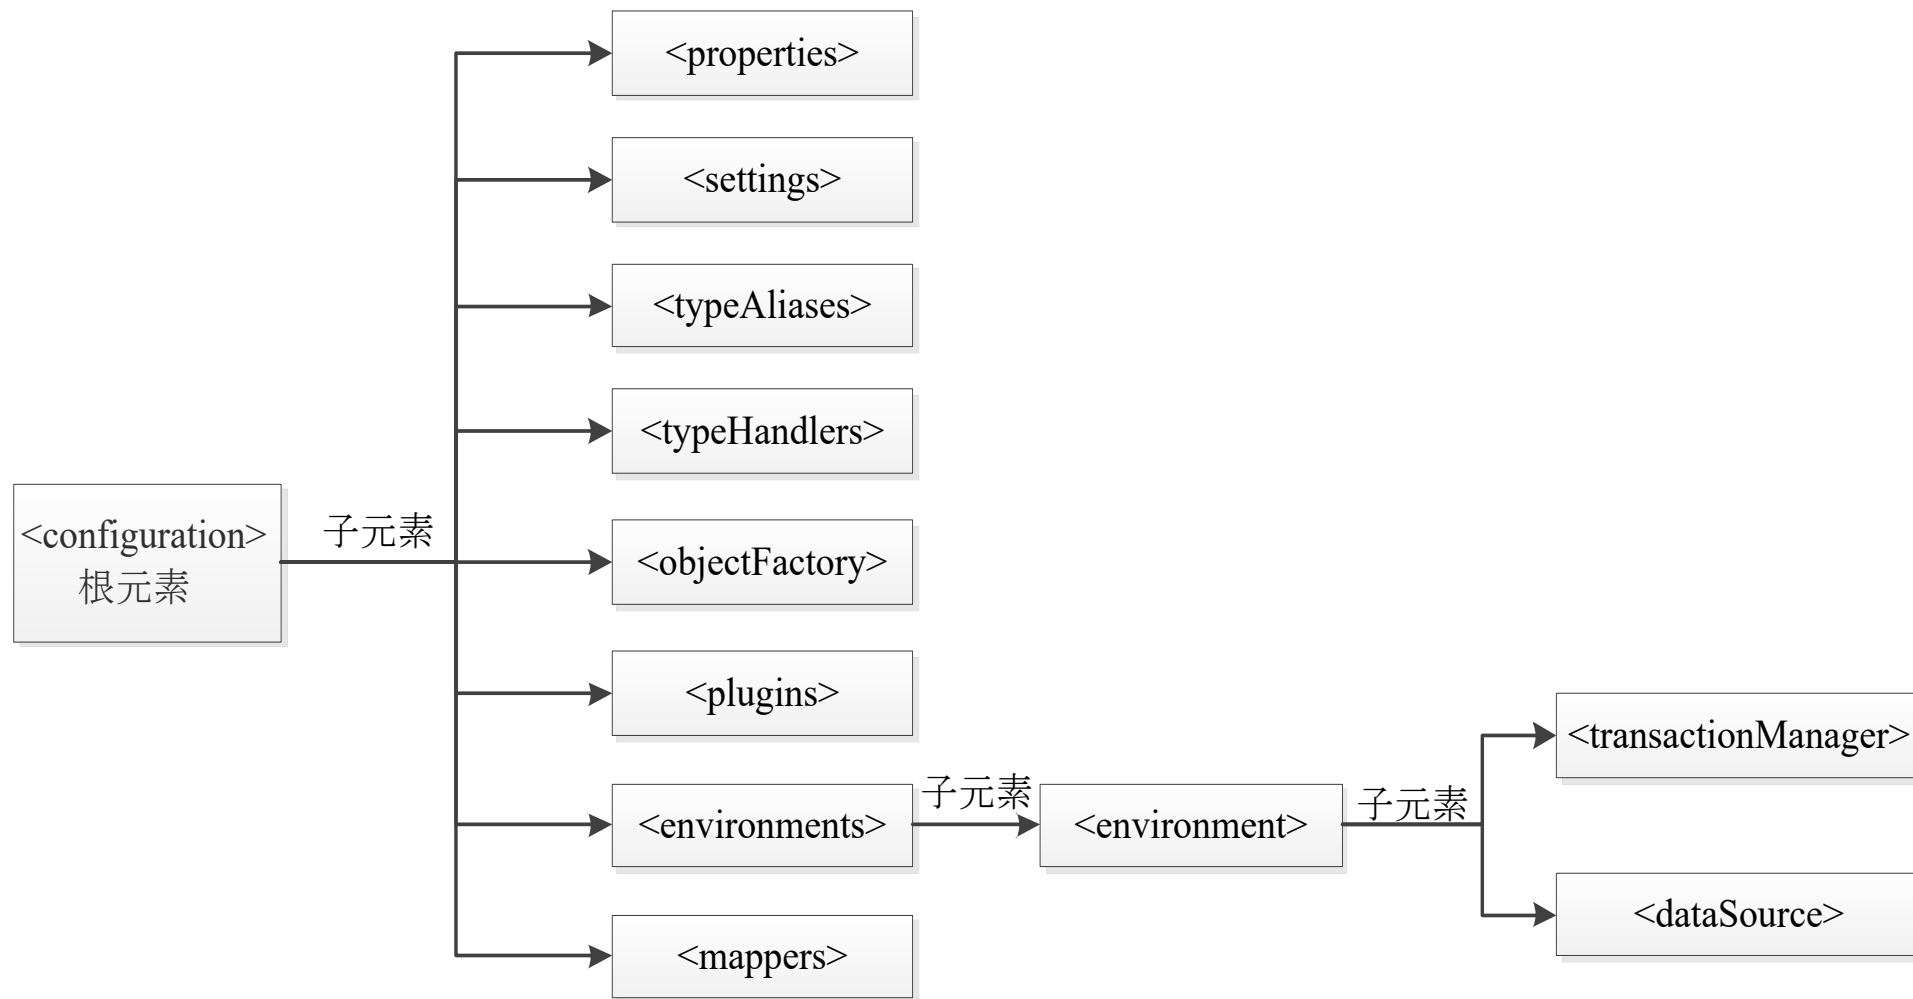 <properties>
<settings>
<typeAliases>
<typeHandlers>
<configuration>
根元素
子元素
<objectFactory>
<plugins>
<environments>
子元素
<environment>
子元素
<transactionManager>
<dataSource>
<mappers>